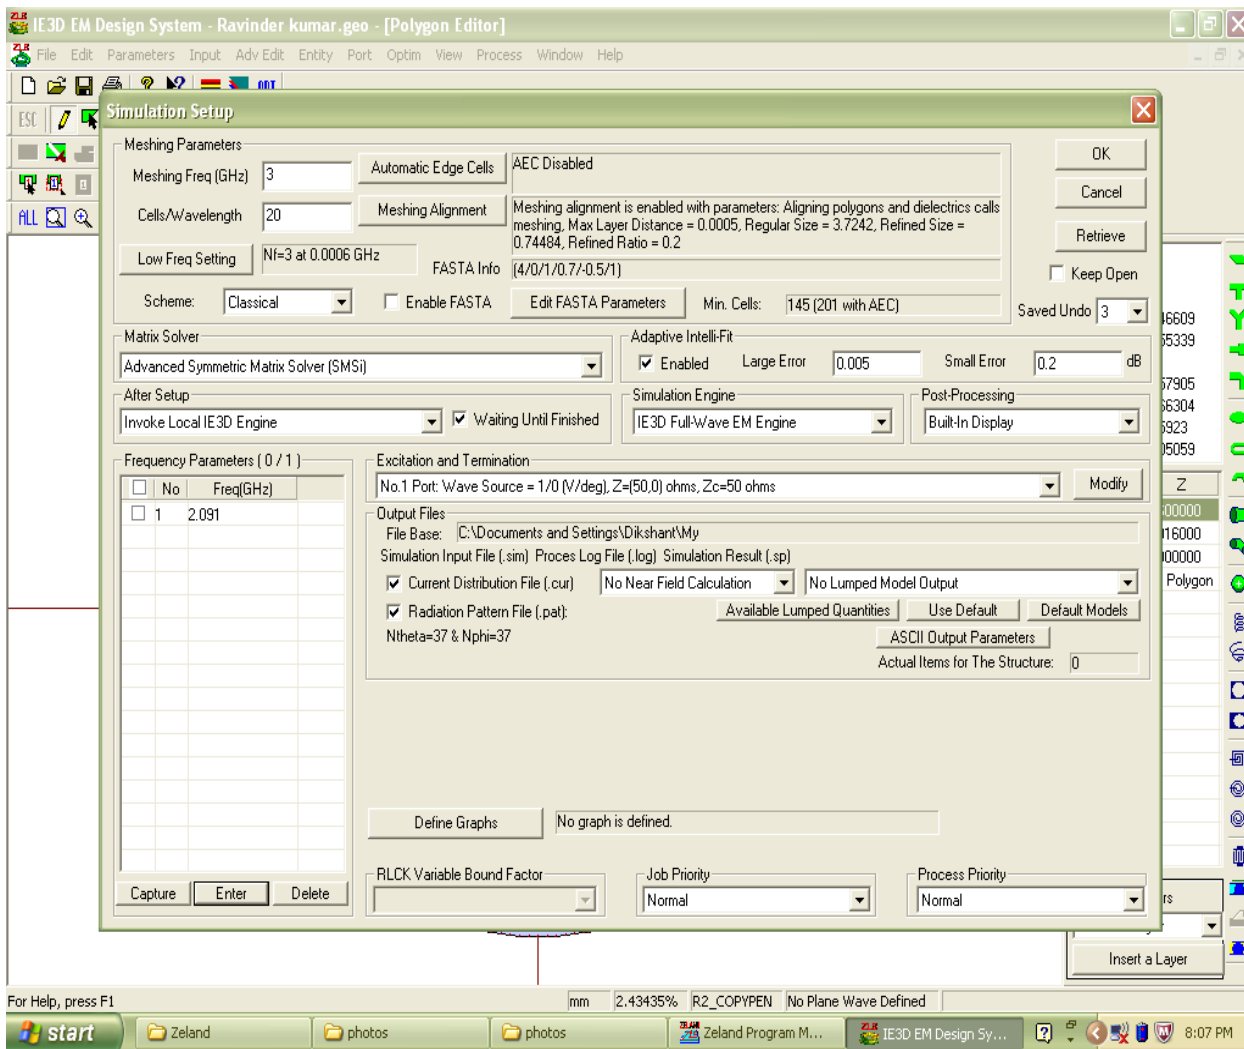 IE3D EM Design System - Ravinder kumar.geo - [Polygon Editor]
File Edit Parameters Input Adv Edit Entity Port Optim View Process Window Help
ESC
ALL
Simulation Setup
Meshing Parameters
Meshing Freq (GHz) 3 Automatic Edge Cells AEC Disabled
Cells/Wavelength 20 Meshing Alignment Meshing alignment is enabled with parameters: Aligning polygons and dielectrics calls
meshing, Max Layer Distance = 0.0005, Regular Size = 3.7242, Refined Size =
0.74484, Refined Ratio = 0.2
Low Freq Setting Nf=3 at 0.0006 GHz FASTA Info (4/0/1/0.7/-0.5/1)
Scheme: Classical Enable FASTA Edit FASTA Parameters Min. Cells: 145 (201 with AEC)
OK
Cancel
Retrieve
Keep Open
Saved Undo 3
Matrix Solver
Advanced Symmetric Matrix Solver (SMSi)
Adaptive Intelli-Fit
Enabled Large Error 0.005 Small Error 0.2 dB
After Setup
Invoke Local IE3D Engine Waiting Until Finished
Simulation Engine
IE3D Full-Wave EM Engine
Post-Processing
Built-In Display
Frequency Parameters ( 0 / 1 )
No Freq(GHz)
1 2.091
Capture Enter Delete
Excitation and Termination
No.1 Port: Wave Source = 1/0 (V/deg), Z=(50,0) ohms, Zc=50 ohms Modify
Output Files
File Base: C:\Documents and Settings\Dikshant\My
Simulation Input File (.sim) Proces Log File (.log) Simulation Result (.sp)
Current Distribution File (.cur) No Near Field Calculation No Lumped Model Output
Radiation Pattern File (.pat): Available Lumped Quantities Use Default Default Models
Ntheta=37 & Nphi=37 ASCII Output Parameters
Actual Items for The Structure: 0
Define Graphs No graph is defined.
RLCK Variable Bound Factor
Job Priority
Normal
Process Priority
Normal
Z
Polygon
Insert a Layer
For Help, press F1 mm 2.43435% R2_COPYPEN No Plane Wave Defined
start Zeland photos photos Zeland Program M... IE3D EM Design Sy... 8:07 PM